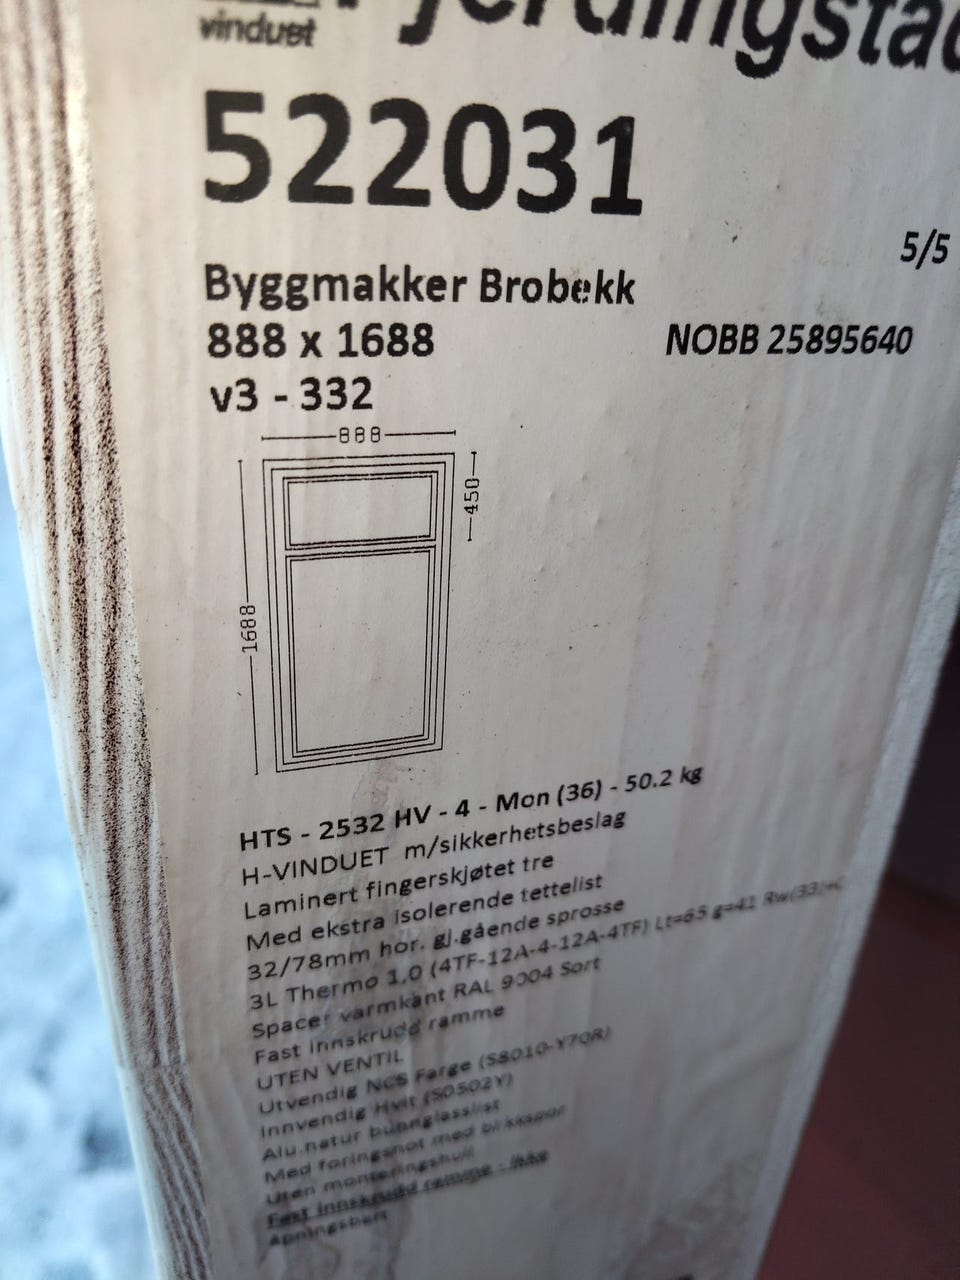 vinduet
522031
5/5
Byggmakker Brobekk
888 x 1688
NOBB 25895640
v3 - 332
888
450
1688
HTS - 2532 HV - 4 - Mon (36) - 50.2 kg
H-VINDUET m/sikkerhetsbeslag
Laminert fingerskjøtet tre
Med ekstra isolerende tettelist
32/78mm hor. gj.gående sprosse
3L Thermo 1,0 (4TF-12A-4-12A-4TF) Lt=65 g=41
Spacer varmkant RAL 9004 Sort
Fast innskrudd ramme
UTEN VENTIL
Utvendig NCS Farge (S8010-Y70R)
Innvendig Hvit (S0502Y)
Alu.natur bunnglasslist
Med foringsnot med
Uten monteringshull
Fast innskrudd ramme - ikke